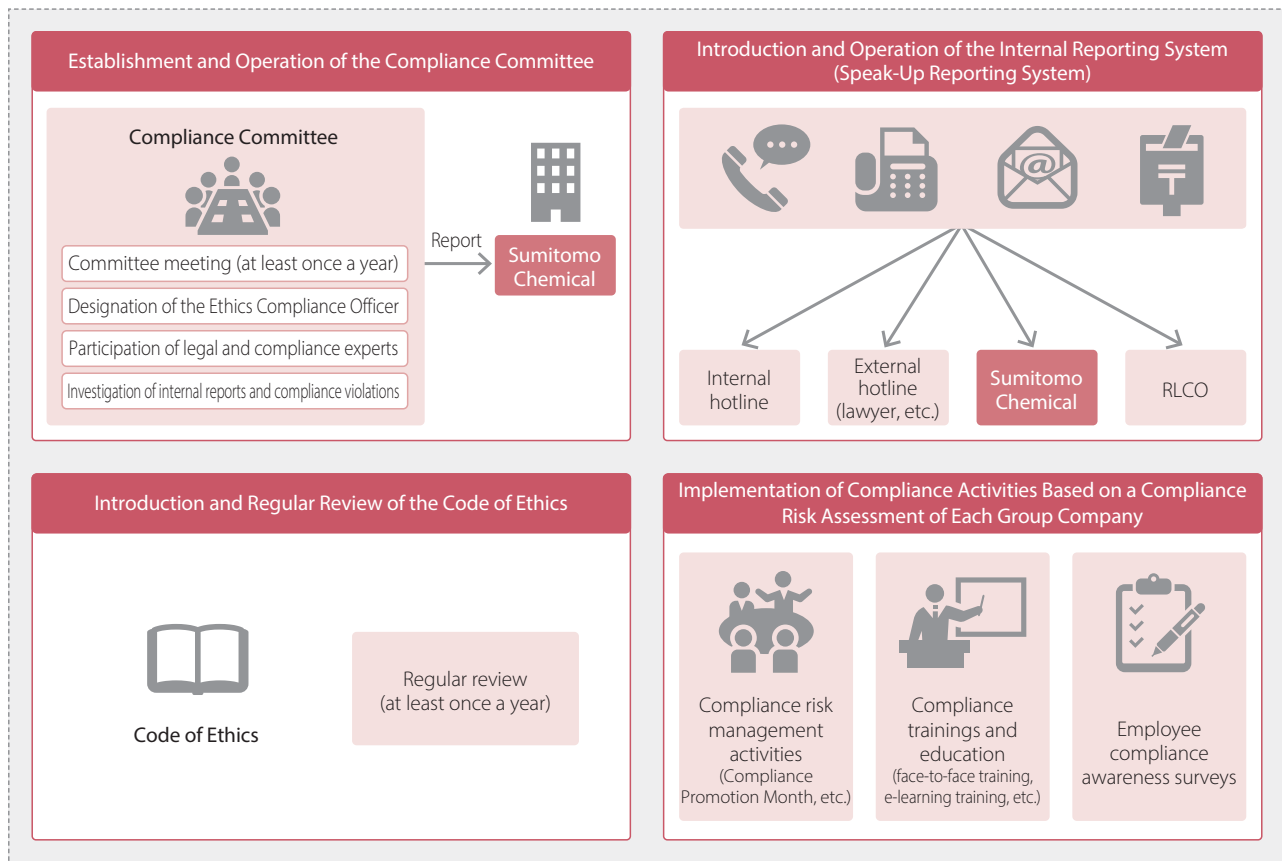 Establishment and Operation of the Compliance Committee
Compliance Committee
Committee meeting (at least once a year)
Designation of the Ethics Compliance Officer
Participation of legal and compliance experts
Investigation of internal reports and compliance violations
Report
Sumitomo
Chemical
Introduction and Operation of the Internal Reporting System
(Speak-Up Reporting System)
@
Internal
hotline
External
hotline
(lawyer, etc.)
Sumitomo
Chemical
RLCO
Introduction and Regular Review of the Code of Ethics
Code of Ethics
Regular review
(at least once a year)
Implementation of Compliance Activities Based on a Compliance
Risk Assessment of Each Group Company
Compliance risk
management
activities
(Compliance
Promotion Month, etc.)
Compliance
trainings and
education
(face-to-face training,
e-learning training, etc.)
Employee
compliance
awareness surveys